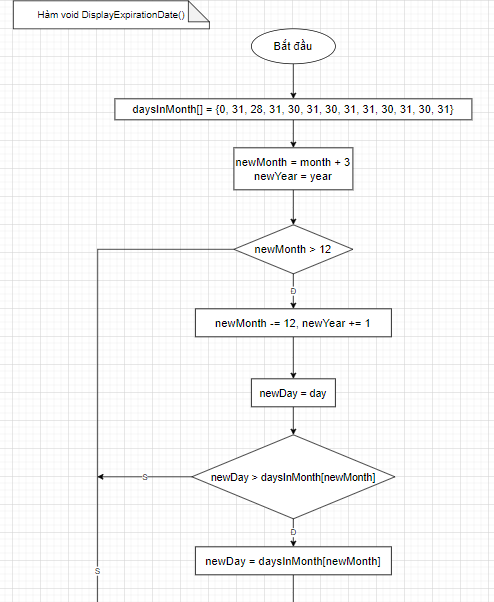 Hàm void DisplayExpirationDate()
Bắt đầu
daysInMonth[] = {0, 31, 28, 31, 30, 31, 30, 31, 31, 30, 31, 30, 31}
newMonth = month + 3
newYear = year
newMonth > 12
Đ
newMonth -= 12, newYear += 1
newDay = day
newDay > daysInMonth[newMonth]
S
Đ
newDay = daysInMonth[newMonth]
S